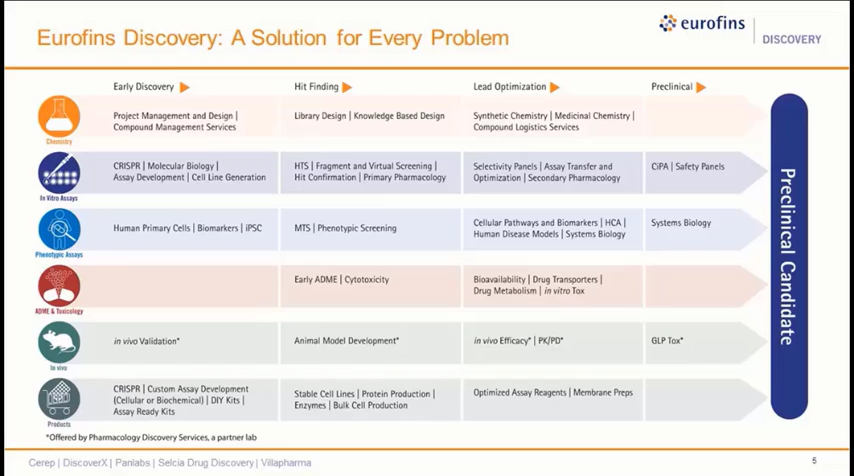 Eurofins Discovery: A Solution for Every Problem
eurofins
DISCOVERY
Early Discovery
Hit Finding
Lead Optimization
Preclinical
Chemistry
Project Management and Design |
Compound Management Services
Library Design | Knowledge Based Design
Synthetic Chemistry | Medicinal Chemistry |
Compound Logistics Services
In Vitro Assays
CRISPR | Molecular Biology |
Assay Development | Cell Line Generation
HTS | Fragment and Virtual Screening |
Hit Confirmation | Primary Pharmacology
Selectivity Panels | Assay Transfer and
Optimization | Secondary Pharmacology
CiPA | Safety Panels
Phenotypic Assays
Human Primary Cells | Biomarkers | iPSC
MTS | Phenotypic Screening
Cellular Pathways and Biomarkers | HCA |
Human Disease Models | Systems Biology
Systems Biology
ADME & Toxicology
Early ADME | Cytotoxicity
Bioavailability | Drug Transporters |
Drug Metabolism | in vitro Tox
In vivo
in vivo Validation*
Animal Model Development*
in vivo Efficacy* | PK/PD*
GLP Tox*
Products
CRISPR | Custom Assay Development
(Cellular or Biochemical) | DIY Kits |
Assay Ready Kits
Stable Cell Lines | Protein Production |
Enzymes | Bulk Cell Production
Optimized Assay Reagents | Membrane Preps
Preclinical Candidate
*Offered by Pharmacology Discovery Services, a partner lab
Cerep | DiscoverX | Panlabs | Selcia Drug Discovery | Villapharma
5